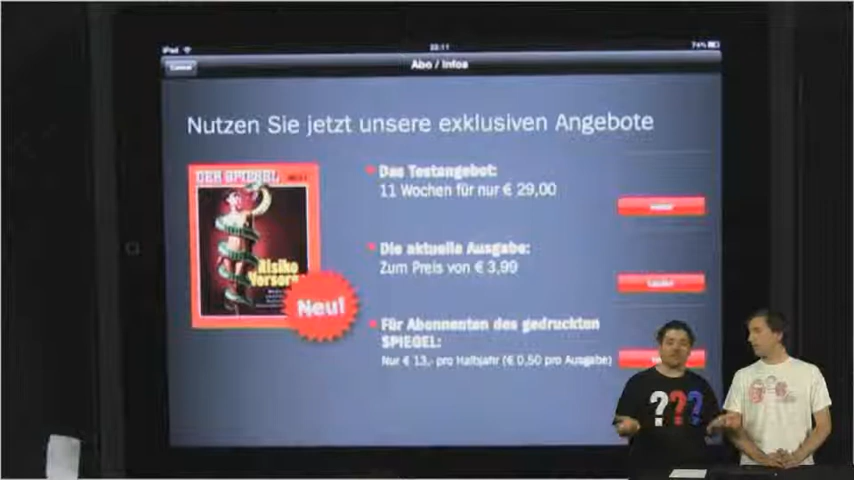 iPad
Abo / Infos
Cancel
Nutzen Sie jetzt unsere exklusiven Angebote
DER SPIEGEL
Risiko
Vorsorge
Neu!
Das Testangebot:
11 Wochen für nur € 29,00
Die aktuelle Ausgabe:
Zum Preis von € 3,99
Für Abonnenten des gedruckten
SPIEGEL:
Nur € 13,- pro Halbjahr (€ 0,50 pro Ausgabe)
? ? ?